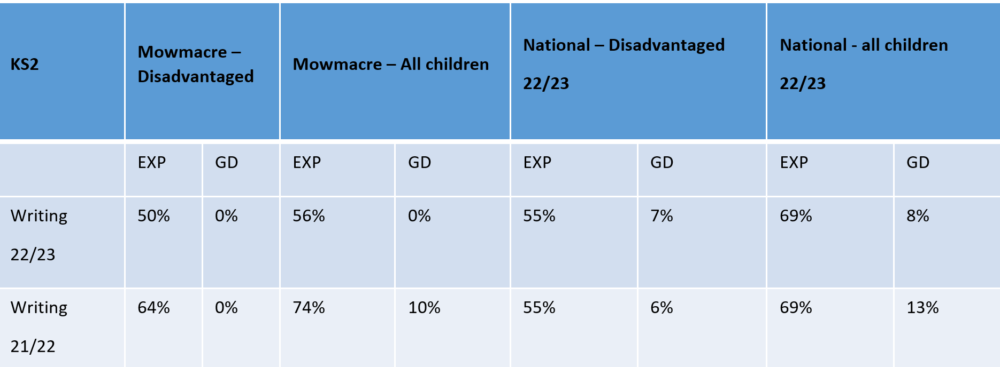 KS2
Mowmacre –
Disadvantaged
Mowmacre – All children
National – Disadvantaged
22/23
National - all children
22/23
EXP GD EXP GD EXP GD EXP GD
Writing 50% 0% 56% 0% 55% 7% 69% 8%
22/23
Writing 64% 0% 74% 10% 55% 6% 69% 13%
21/22